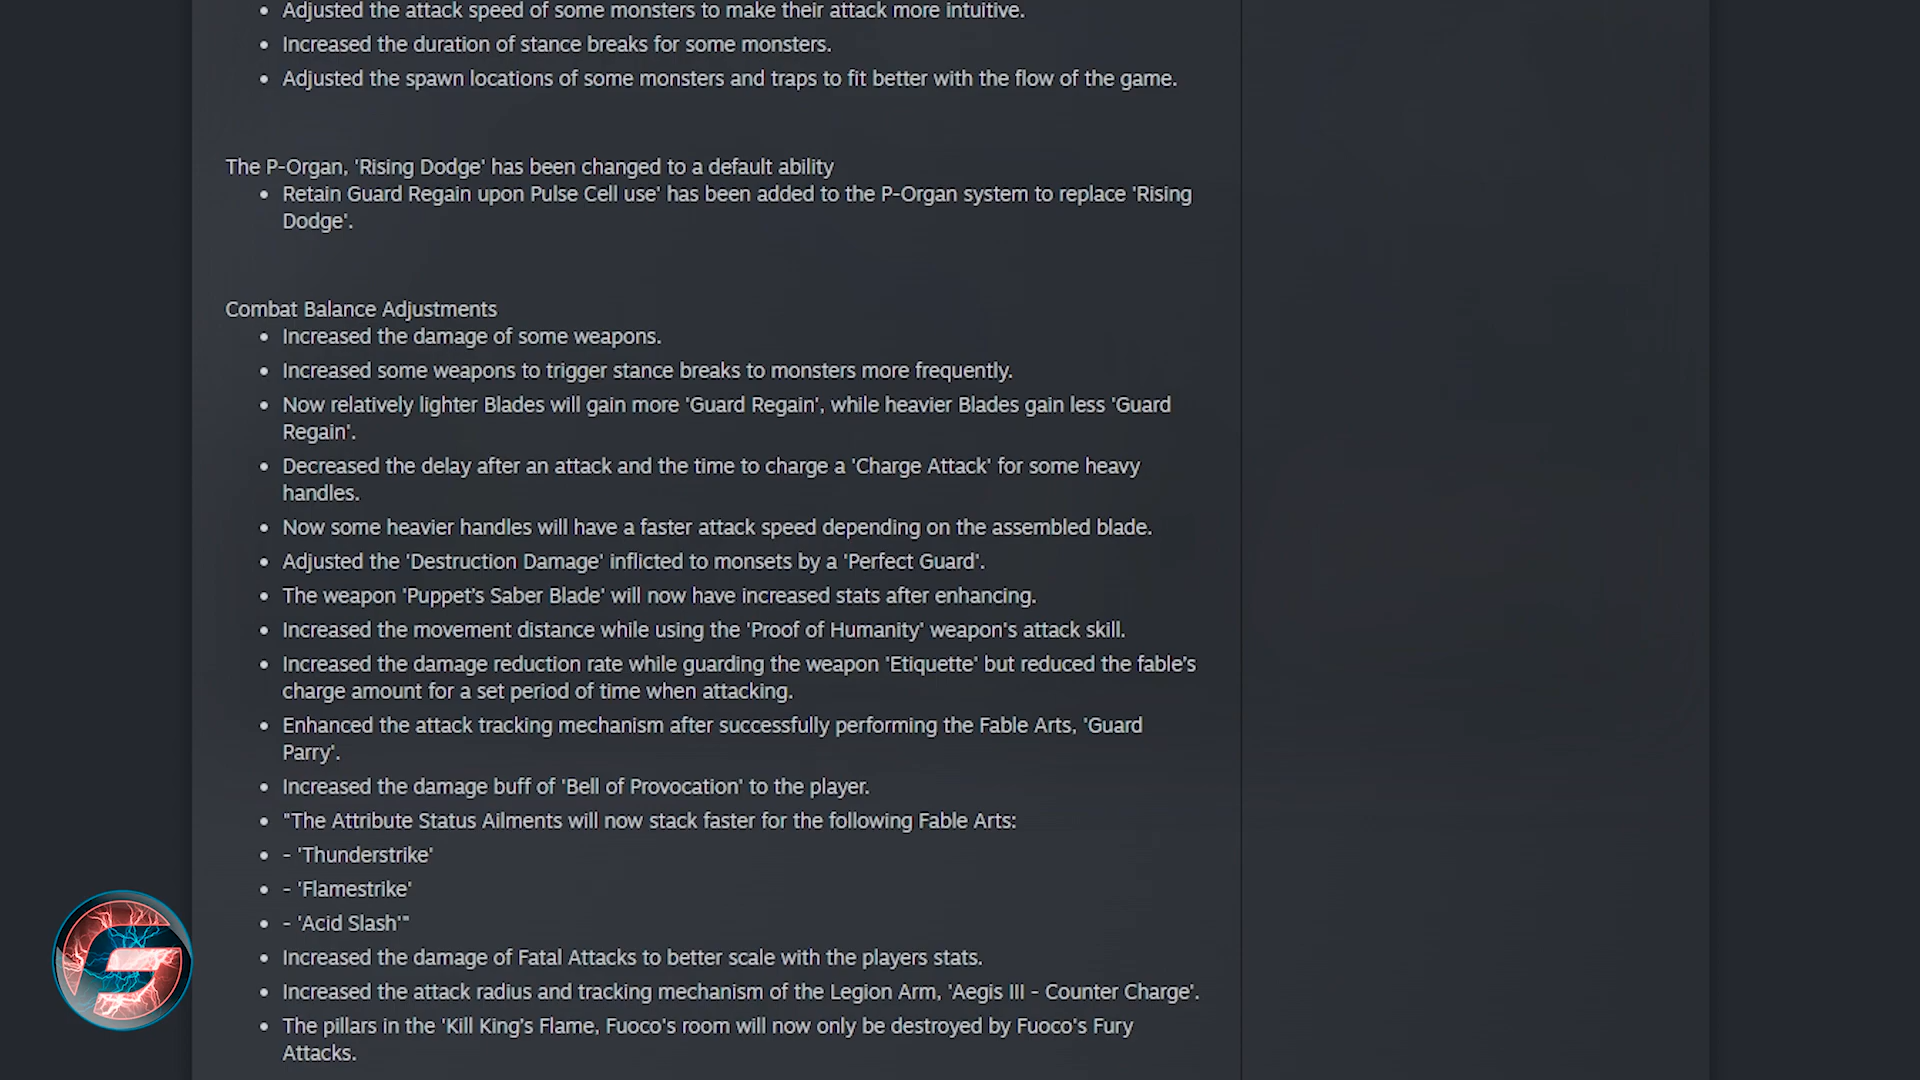 • Adjusted the attack speed of some monsters to make their attack more intuitive.
• Increased the duration of stance breaks for some monsters.
• Adjusted the spawn locations of some monsters and traps to fit better with the flow of the game.
The P-Organ, 'Rising Dodge' has been changed to a default ability
• Retain Guard Regain upon Pulse Cell use' has been added to the P-Organ system to replace 'Rising
Dodge'.
Combat Balance Adjustments
• Increased the damage of some weapons.
• Increased some weapons to trigger stance breaks to monsters more frequently.
• Now relatively lighter Blades will gain more 'Guard Regain', while heavier Blades gain less 'Guard
Regain'.
• Decreased the delay after an attack and the time to charge a 'Charge Attack' for some heavy
handles.
• Now some heavier handles will have a faster attack speed depending on the assembled blade.
• Adjusted the 'Destruction Damage' inflicted to monsets by a 'Perfect Guard'.
• The weapon 'Puppet's Saber Blade' will now have increased stats after enhancing.
• Increased the movement distance while using the 'Proof of Humanity' weapon's attack skill.
• Increased the damage reduction rate while guarding the weapon 'Etiquette' but reduced the fable's
charge amount for a set period of time when attacking.
• Enhanced the attack tracking mechanism after successfully performing the Fable Arts, 'Guard
Parry'.
• Increased the damage buff of 'Bell of Provocation' to the player.
• "The Attribute Status Ailments will now stack faster for the following Fable Arts:
• - 'Thunderstrike'
• - 'Flamestrike'
• - 'Acid Slash'"
• Increased the damage of Fatal Attacks to better scale with the players stats.
• Increased the attack radius and tracking mechanism of the Legion Arm, 'Aegis III - Counter Charge'.
• The pillars in the 'Kill King's Flame, Fuoco's room will now only be destroyed by Fuoco's Fury
Attacks.